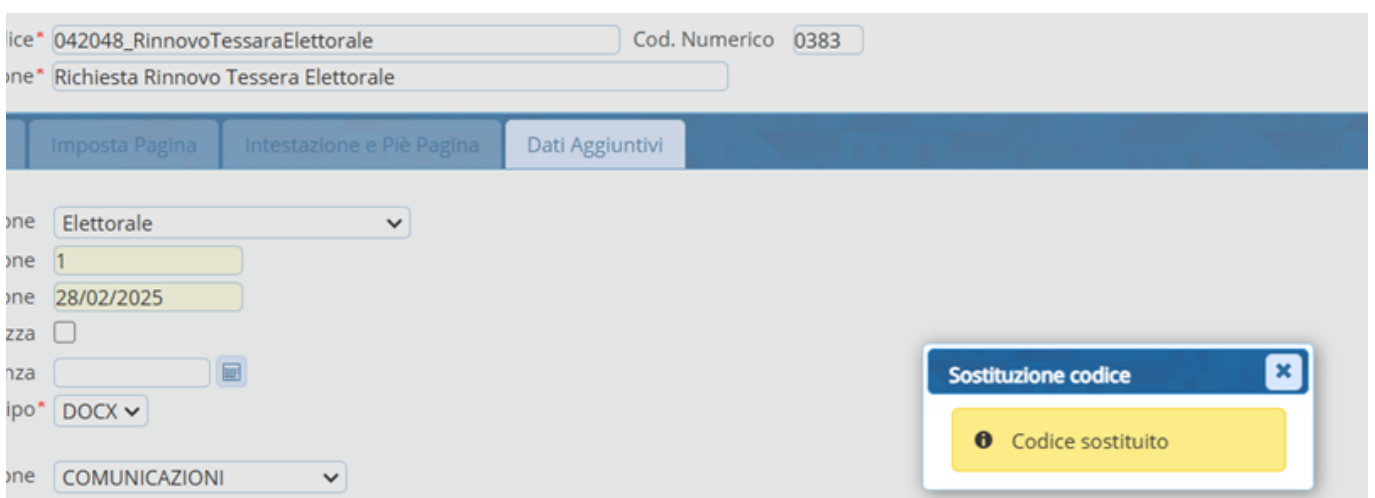 ice* 042048_RinnovoTessaraElettorale Cod. Numerico 0383
one* Richiesta Rinnovo Tessera Elettorale
Imposta Pagina Intestazione e Piè Pagina Dati Aggiuntivi
one Elettorale
one 1
one 28/02/2025
zza
nza
ipo* DOCX
one COMUNICAZIONI
Sostituzione codice
Codice sostituito